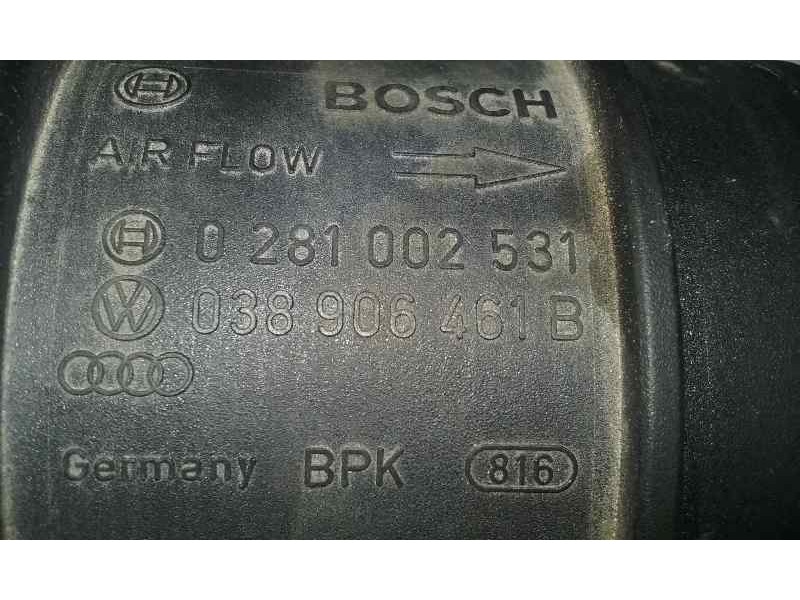 BOSCH
AIR FLOW
0 281 002 531
038 906 461 B
Germany BPK 816